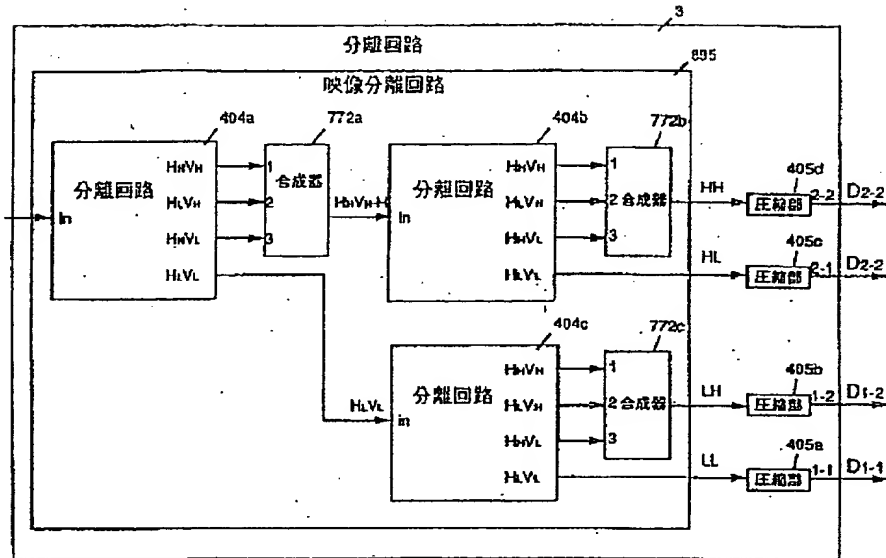 3
分離回路
895
映像分離回路
404a
分離回路
In
HHVH
HLVH
HHVL
HLVL
772a
1
2
3
合成器
404b
分離回路
In
HHVH
HLVH
HHVL
HLVL
772b
1
2
3
合成器
HH
405d
圧縮部
2-2
D2-2
HL
405c
圧縮部
2-1
D2-2
HLVL
404c
分離回路
in
HHVH
HLVH
HHVL
HLVL
772c
1
2
3
合成器
LH
405b
圧縮部
1-2
D1-2
LL
405a
圧縮部
1-1
D1-1